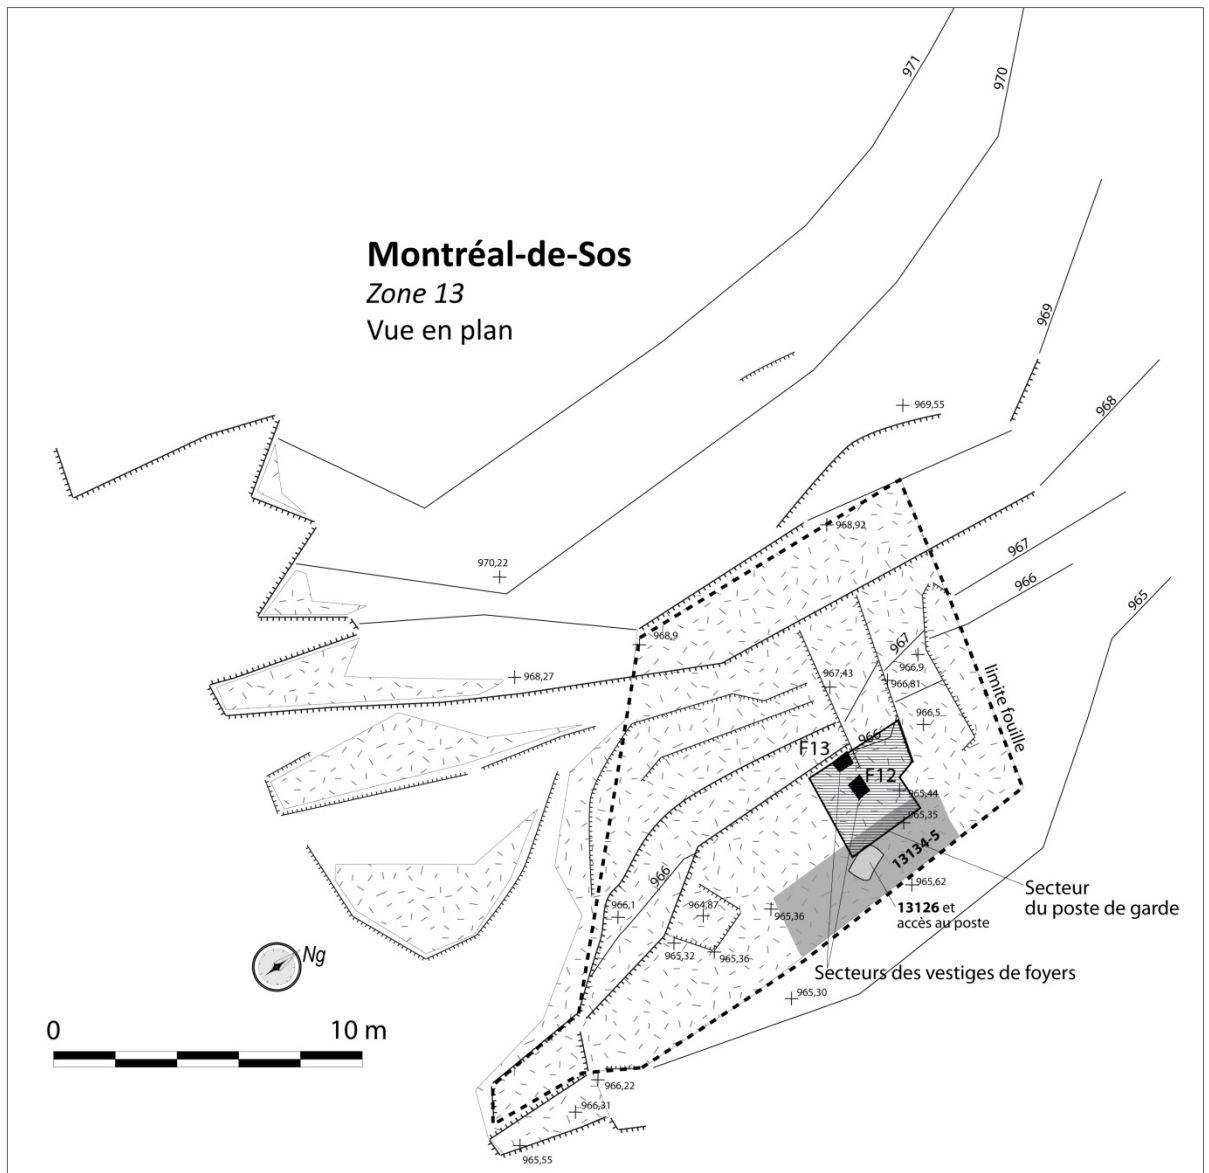 971
970
Montréal-de-Sos
Zone 13
Vue en plan
969
969,55
968
968,92
967
970,22
966
965
968,9
967
966,9
968,27
967,43
966,81
limite fouille
966,5
966
F13
F12
965,44
965,35
13134-5
966
965,62
Secteur
du poste de garde
964,87
966,1
965,36
13126 et
accès au poste
965,32
965,36
Ng
Secteurs des vestiges de foyers
965,30
0
10 m
966,22
966,31
965,55